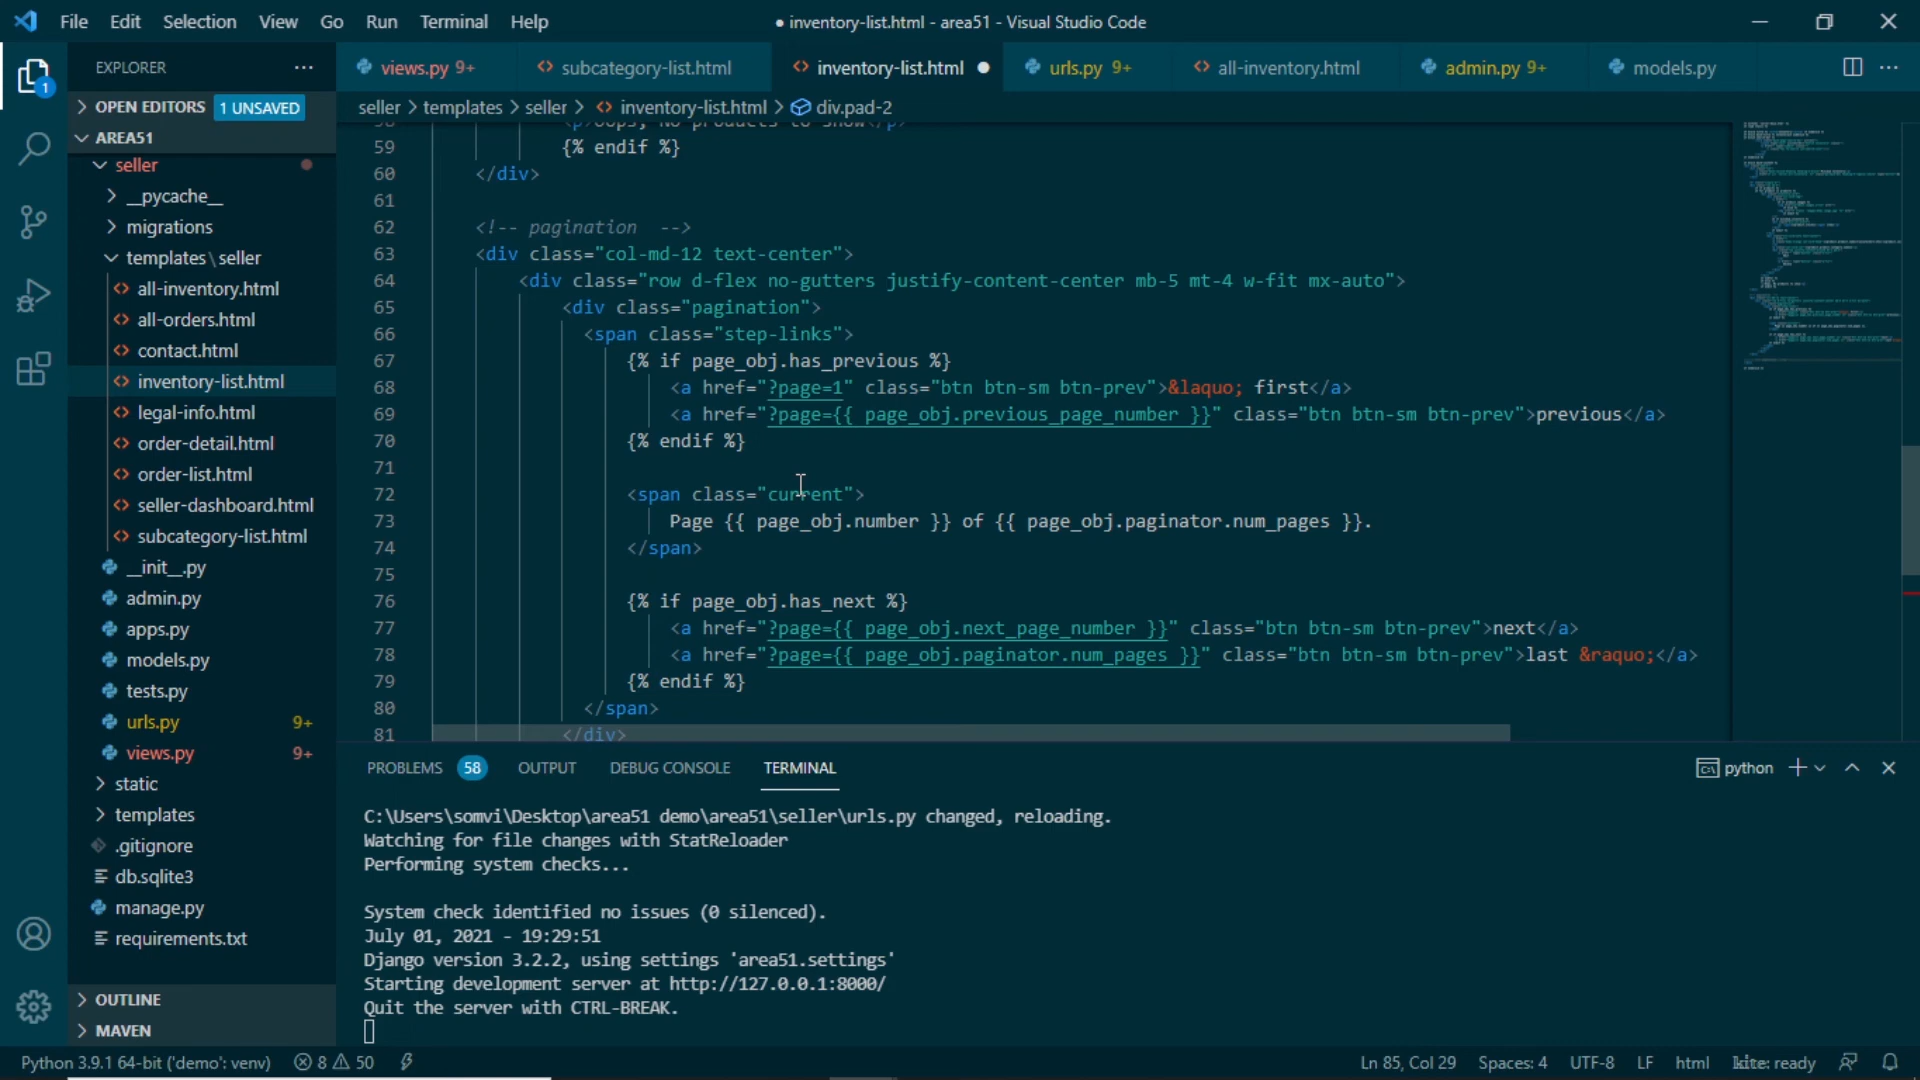 File Edit Selection View Go Run Terminal Help
● inventory-list.html - area51 - Visual Studio Code
EXPLORER
views.py 9+
subcategory-list.html
inventory-list.html
urls.py 9+
all-inventory.html
admin.py 9+
models.py
OPEN EDITORS 1 UNSAVED
seller > templates > seller > inventory-list.html > div.pad-2
AREA51
seller
__pycache__
migrations
templates\seller
all-inventory.html
all-orders.html
contact.html
inventory-list.html
legal-info.html
order-detail.html
order-list.html
seller-dashboard.html
subcategory-list.html
__init__.py
admin.py
apps.py
models.py
tests.py
urls.py 9+
views.py 9+
static
templates
.gitignore
db.sqlite3
manage.py
requirements.txt
OUTLINE
MAVEN
58 <p>Oops, No products to show</p>
59 {% endif %}
60 </div>
61
62 <!-- pagination  -->
63 <div class="col-md-12 text-center">
64 <div class="row d-flex no-gutters justify-content-center mb-5 mt-4 w-fit mx-auto">
65 <div class="pagination">
66 <span class="step-links">
67 {% if page_obj.has_previous %}
68 <a href="?page=1" class="btn btn-sm btn-prev">&laquo; first</a>
69 <a href="?page={{ page_obj.previous_page_number }}" class="btn btn-sm btn-prev">previous</a>
70 {% endif %}
71
72 <span class="current">
73 Page {{ page_obj.number }} of {{ page_obj.paginator.num_pages }}.
74 </span>
75
76 {% if page_obj.has_next %}
77 <a href="?page={{ page_obj.next_page_number }}" class="btn btn-sm btn-prev">next</a>
78 <a href="?page={{ page_obj.paginator.num_pages }}" class="btn btn-sm btn-prev">last &raquo;</a>
79 {% endif %}
80 </span>
81 </div>
PROBLEMS 58 OUTPUT DEBUG CONSOLE TERMINAL
python
C:\Users\somvi\Desktop\area51 demo\area51\seller\urls.py changed, reloading.
Watching for file changes with StatReloader
Performing system checks...
System check identified no issues (0 silenced).
July 01, 2021 - 19:29:51
Django version 3.2.2, using settings 'area51.settings'
Starting development server at http://127.0.0.1:8000/
Quit the server with CTRL-BREAK.
Python 3.9.1 64-bit ('demo': venv) 8 50
Ln 85, Col 29 Spaces: 4 UTF-8 LF html kite: ready